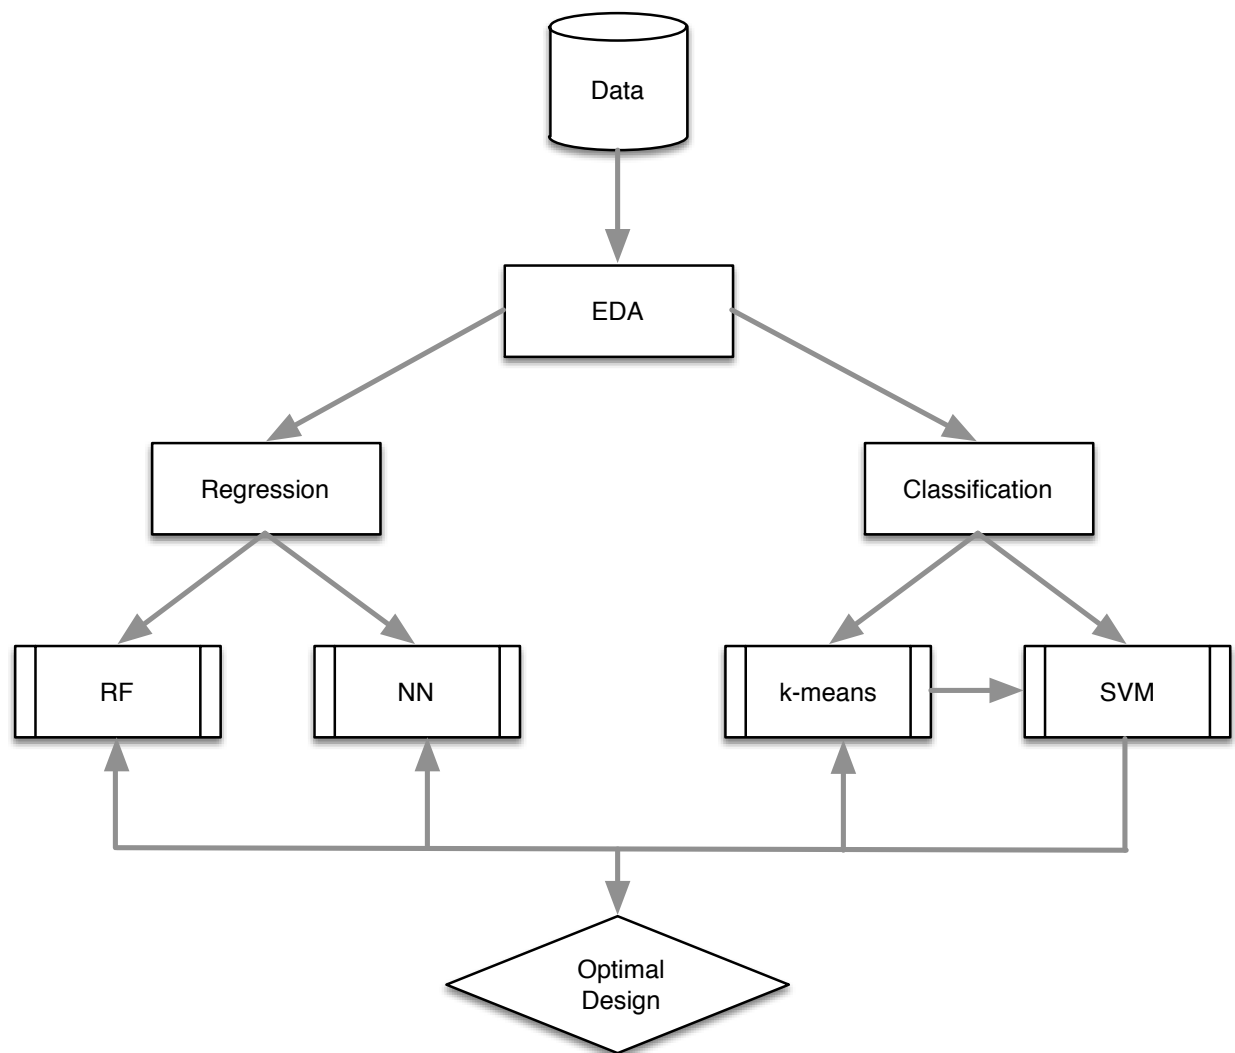 Data
EDA
Regression
Classification
RF
NN
k-means
SVM
Optimal
Design